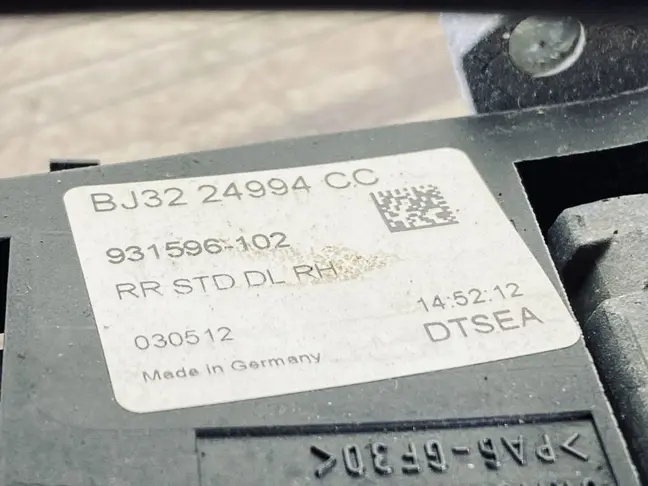 BJ32 24994 CC
931596-102
RR STD DL RH
14:52:12
030512
DTSEA
Made in Germany
>PA6-GF30<